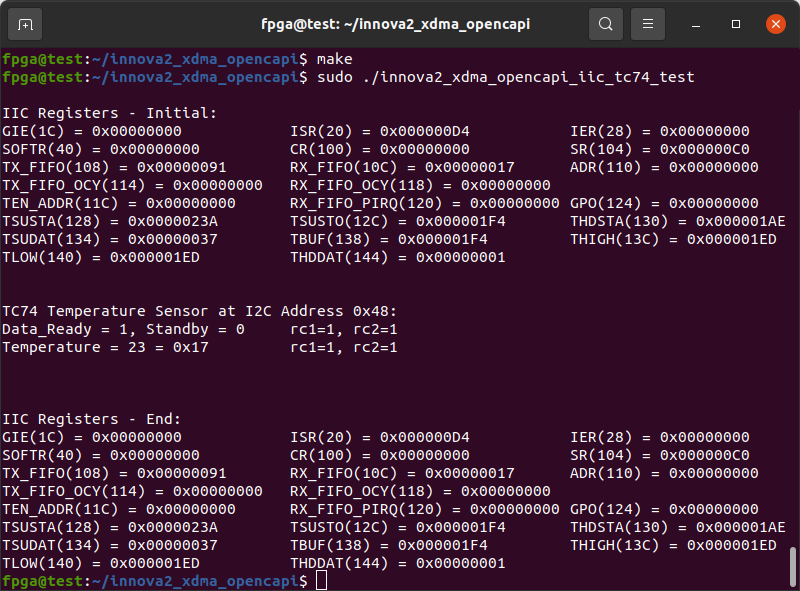 fpga@test: ~/innova2_xdma_opencapi
fpga@test:~/innova2_xdma_opencapi$ make
fpga@test:~/innova2_xdma_opencapi$ sudo ./innova2_xdma_opencapi_iic_tc74_test
IIC Registers - Initial:
GIE(1C) = 0x00000000 ISR(20) = 0x000000D4 IER(28) = 0x00000000
SOFTR(40) = 0x00000000 CR(100) = 0x00000000 SR(104) = 0x000000C0
TX_FIFO(108) = 0x00000091 RX_FIFO(10C) = 0x00000017 ADR(110) = 0x00000000
TX_FIFO_OCY(114) = 0x00000000 RX_FIFO_OCY(118) = 0x00000000
TEN_ADDR(11C) = 0x00000000 RX_FIFO_PIRQ(120) = 0x00000000 GPO(124) = 0x00000000
TSUSTA(128) = 0x0000023A TSUSTO(12C) = 0x000001F4 THDSTA(130) = 0x000001AE
TSUDAT(134) = 0x00000037 TBUF(138) = 0x000001F4 THIGH(13C) = 0x000001ED
TLOW(140) = 0x000001ED THDDAT(144) = 0x00000001
TC74 Temperature Sensor at I2C Address 0x48:
Data_Ready = 1, Standby = 0 rc1=1, rc2=1
Temperature = 23 = 0x17 rc1=1, rc2=1
IIC Registers - End:
GIE(1C) = 0x00000000 ISR(20) = 0x000000D4 IER(28) = 0x00000000
SOFTR(40) = 0x00000000 CR(100) = 0x00000000 SR(104) = 0x000000C0
TX_FIFO(108) = 0x00000091 RX_FIFO(10C) = 0x00000017 ADR(110) = 0x00000000
TX_FIFO_OCY(114) = 0x00000000 RX_FIFO_OCY(118) = 0x00000000
TEN_ADDR(11C) = 0x00000000 RX_FIFO_PIRQ(120) = 0x00000000 GPO(124) = 0x00000000
TSUSTA(128) = 0x0000023A TSUSTO(12C) = 0x000001F4 THDSTA(130) = 0x000001AE
TSUDAT(134) = 0x00000037 TBUF(138) = 0x000001F4 THIGH(13C) = 0x000001ED
TLOW(140) = 0x000001ED THDDAT(144) = 0x00000001
fpga@test:~/innova2_xdma_opencapi$